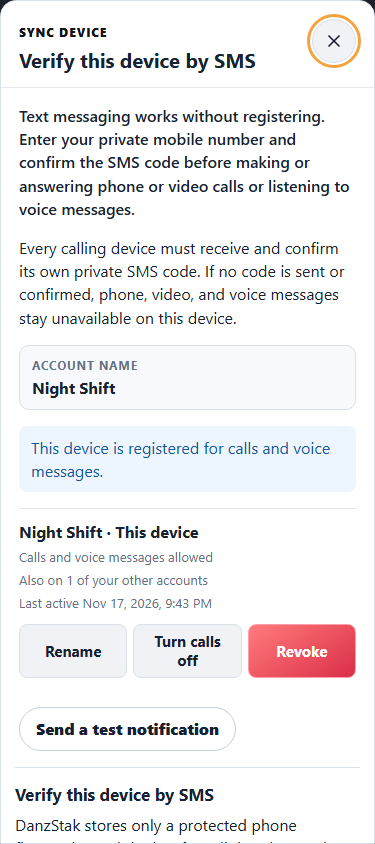 SYNC DEVICE
Verify this device by SMS
Text messaging works without registering.
Enter your private mobile number and
confirm the SMS code before making or
answering phone or video calls or listening to
voice messages.
Every calling device must receive and confirm
its own private SMS code. If no code is sent or
confirmed, phone, video, and voice messages
stay unavailable on this device.
ACCOUNT NAME
Night Shift
This device is registered for calls and voice
messages.
Night Shift · This device
Calls and voice messages allowed
Also on 1 of your other accounts
Last active Nov 17, 2026, 9:43 PM
Rename
Turn calls
off
Revoke
Send a test notification
Verify this device by SMS
DanzStak stores only a protected phone